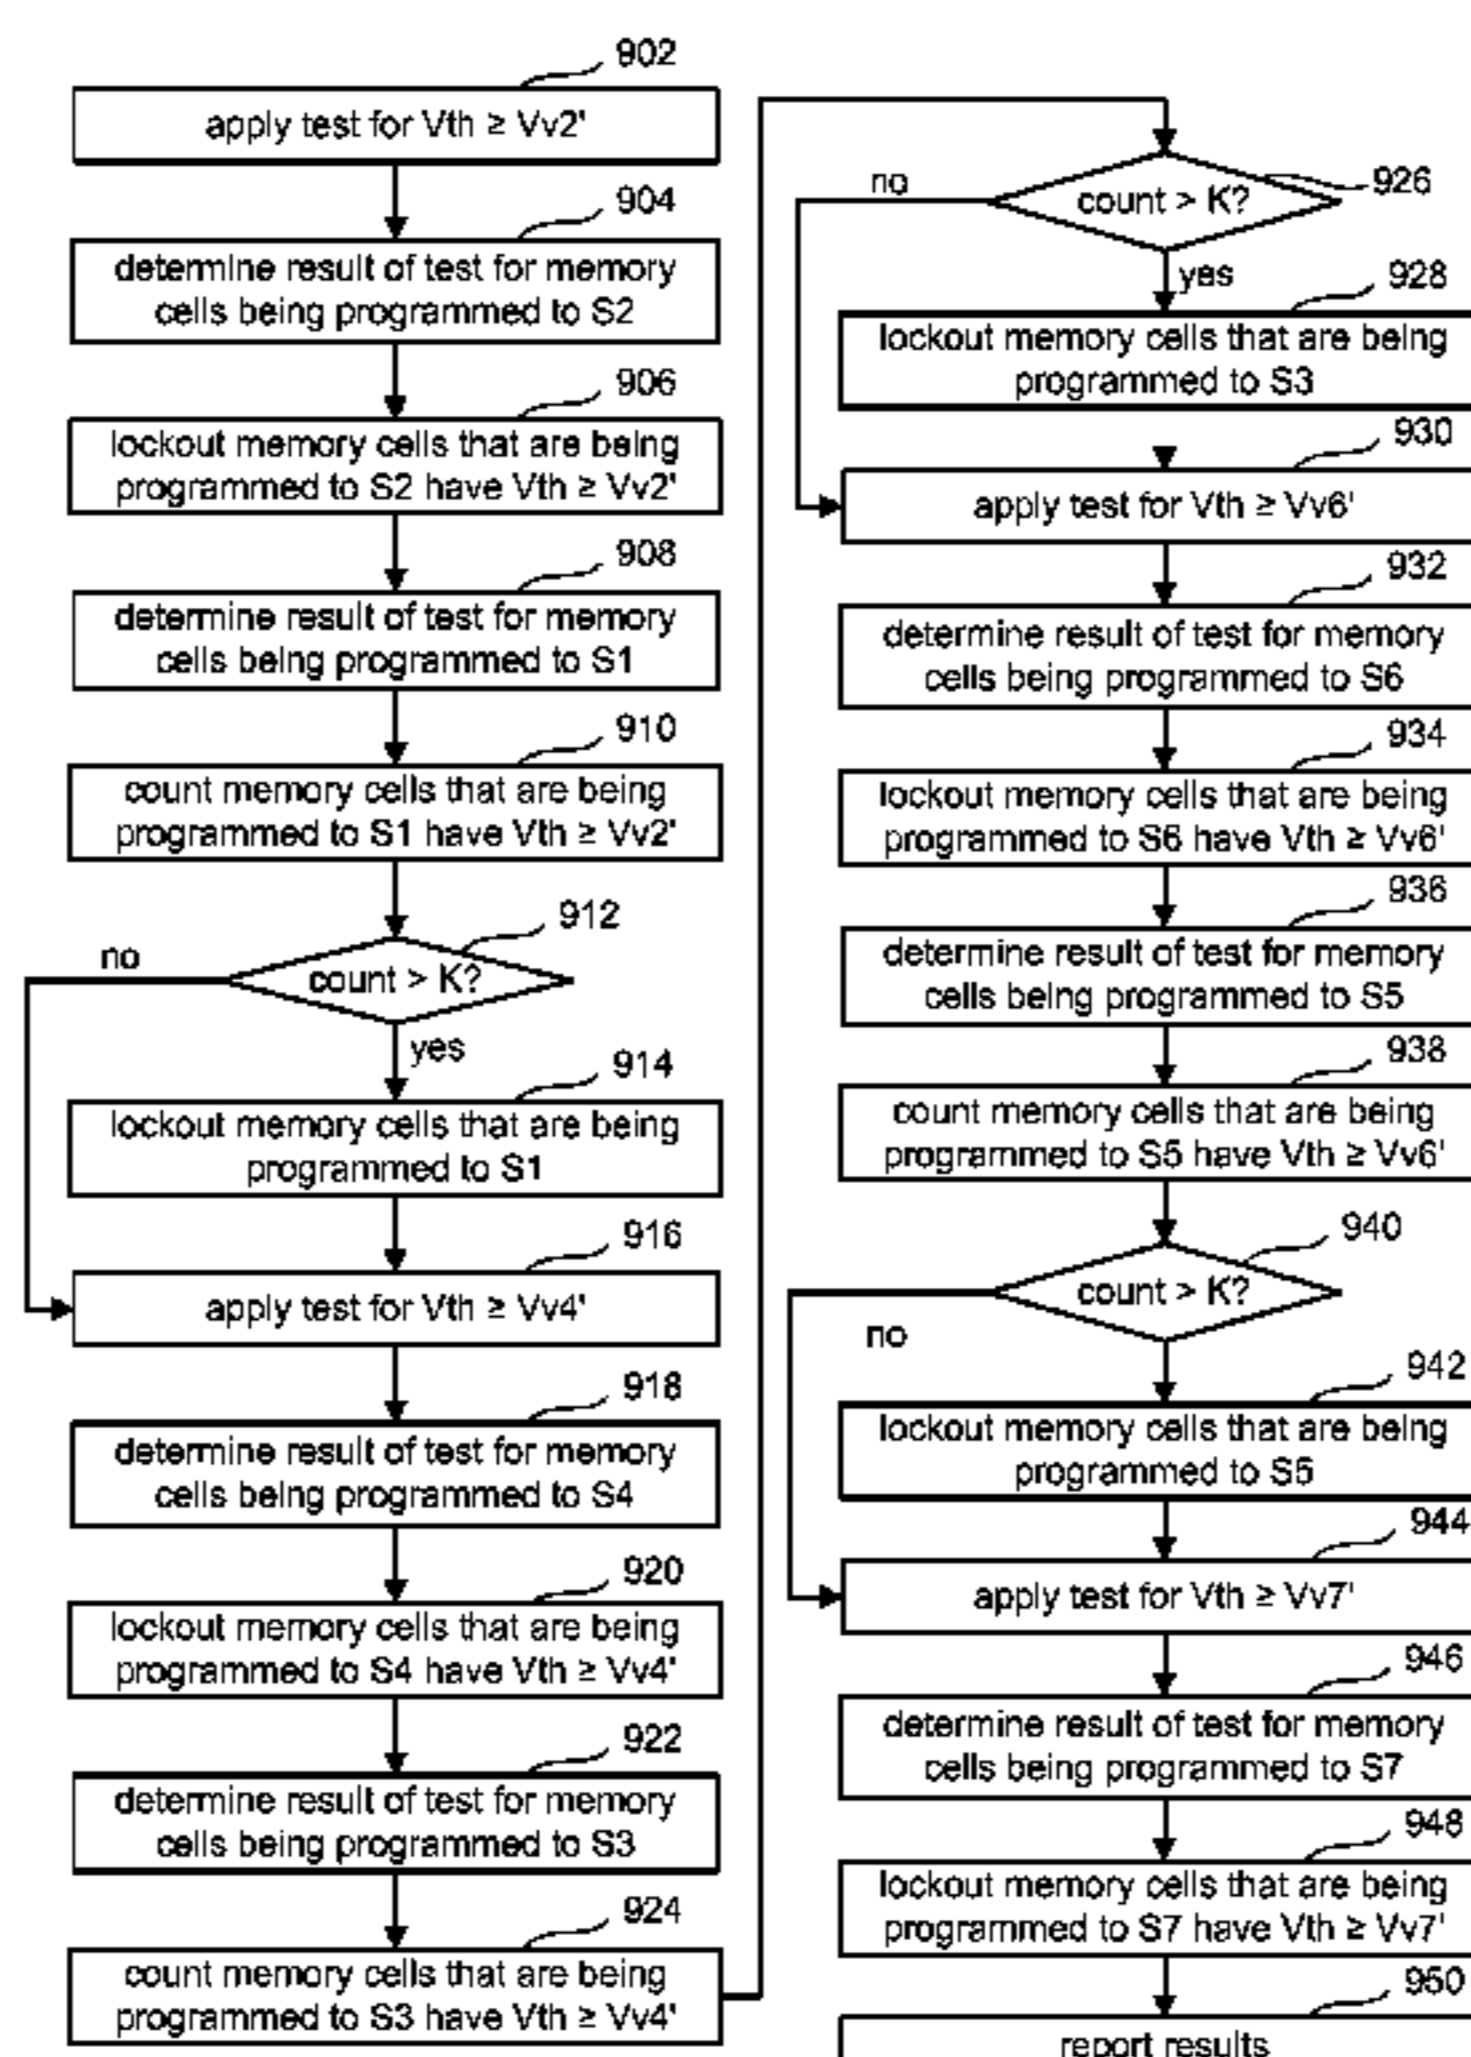 902
apply test for Vth ≥ Vv2'
904
determine result of test for memory
cells being programmed to S2
906
lockout memory cells that are being
programmed to S2 have Vth ≥ Vv2'
908
determine result of test for memory
cells being programmed to S1
910
count memory cells that are being
programmed to S1 have Vth ≥ Vv2'
912
count > K?
no
yes
914
lockout memory cells that are being
programmed to S1
916
apply test for Vth ≥ Vv4'
918
determine result of test for memory
cells being programmed to S4
920
lockout memory cells that are being
programmed to S4 have Vth ≥ Vv4'
922
determine result of test for memory
cells being programmed to S3
924
count memory cells that are being
programmed to S3 have Vth ≥ Vv4'
926
count > K?
no
yes
928
lockout memory cells that are being
programmed to S3
930
apply test for Vth ≥ Vv6'
932
determine result of test for memory
cells being programmed to S6
934
lockout memory cells that are being
programmed to S6 have Vth ≥ Vv6'
936
determine result of test for memory
cells being programmed to S5
938
count memory cells that are being
programmed to S5 have Vth ≥ Vv6'
940
count > K?
no
942
lockout memory cells that are being
programmed to S5
944
apply test for Vth ≥ Vv7'
946
determine result of test for memory
cells being programmed to S7
948
lockout memory cells that are being
programmed to S7 have Vth ≥ Vv7'
950
report results